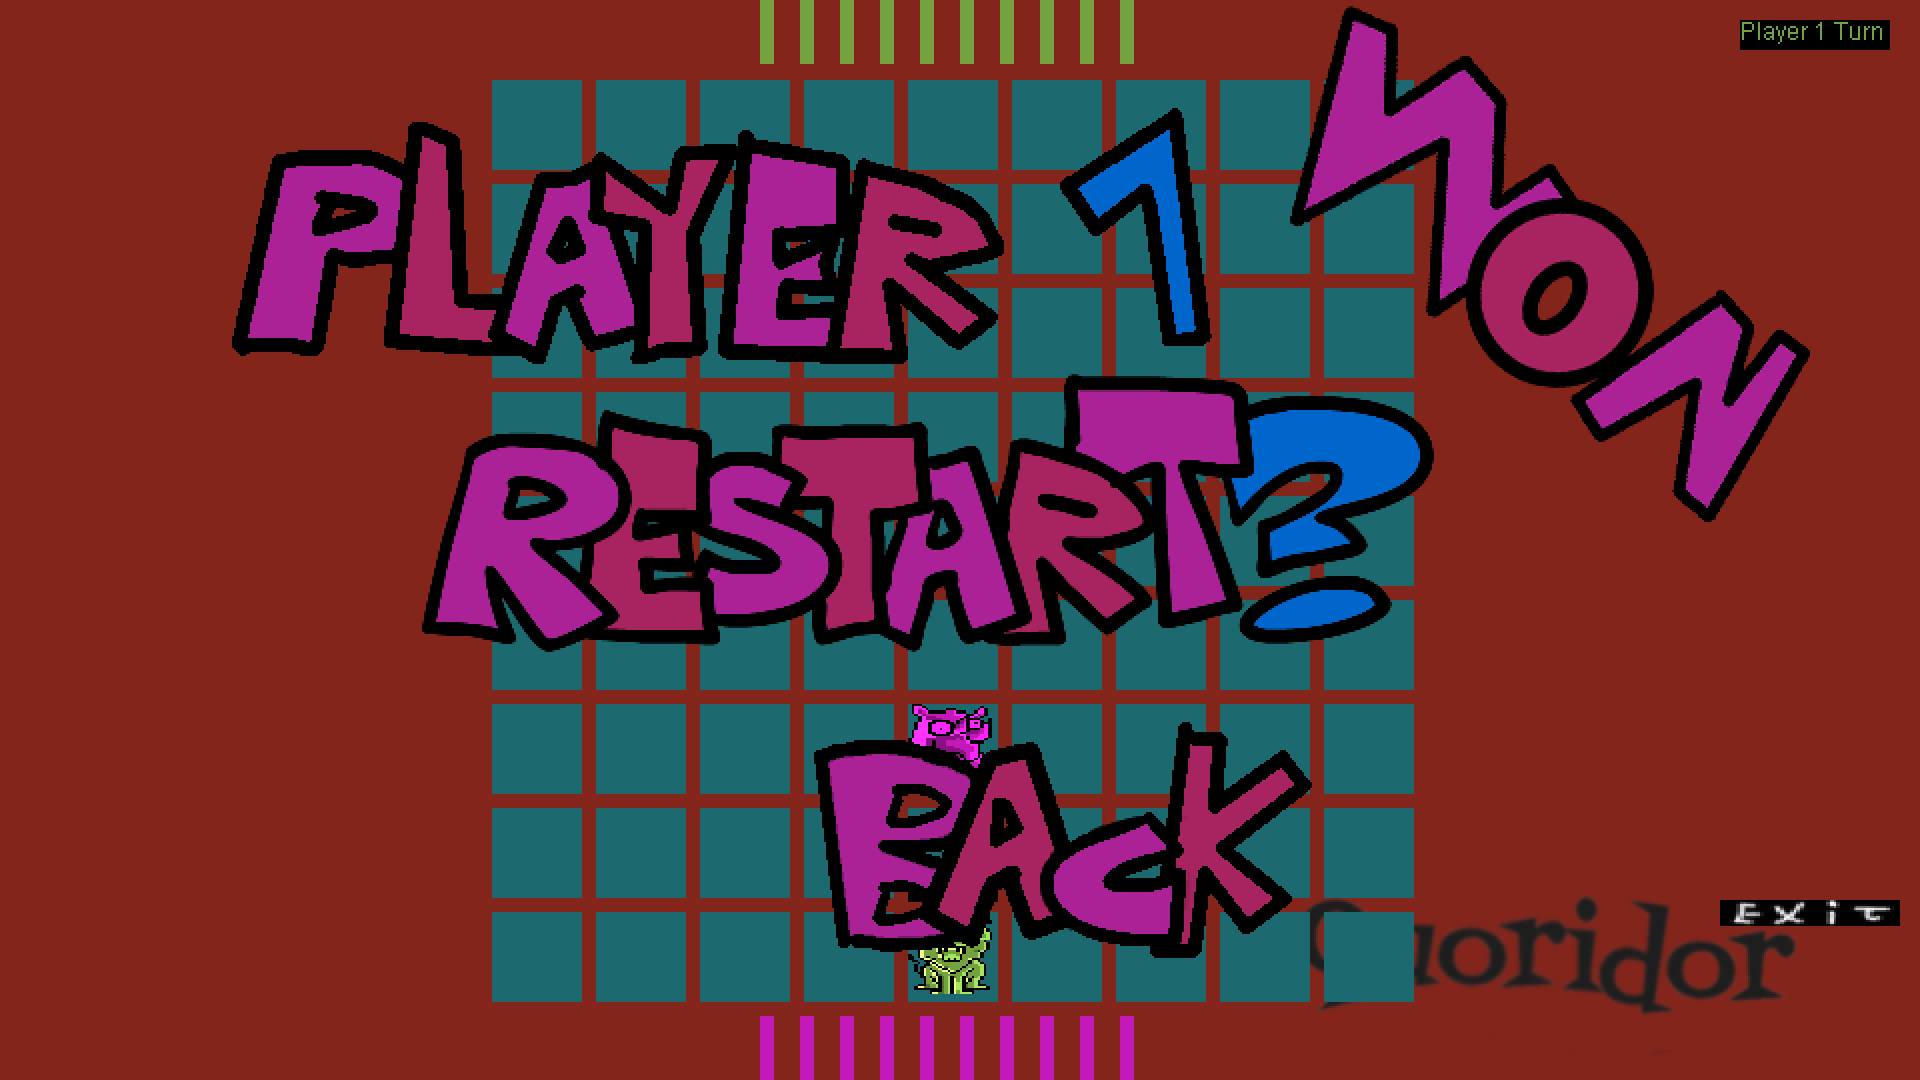 Player 1 Turn
PLAYER 1 WON
RESTART?
BACK
EXiT
Quoridor